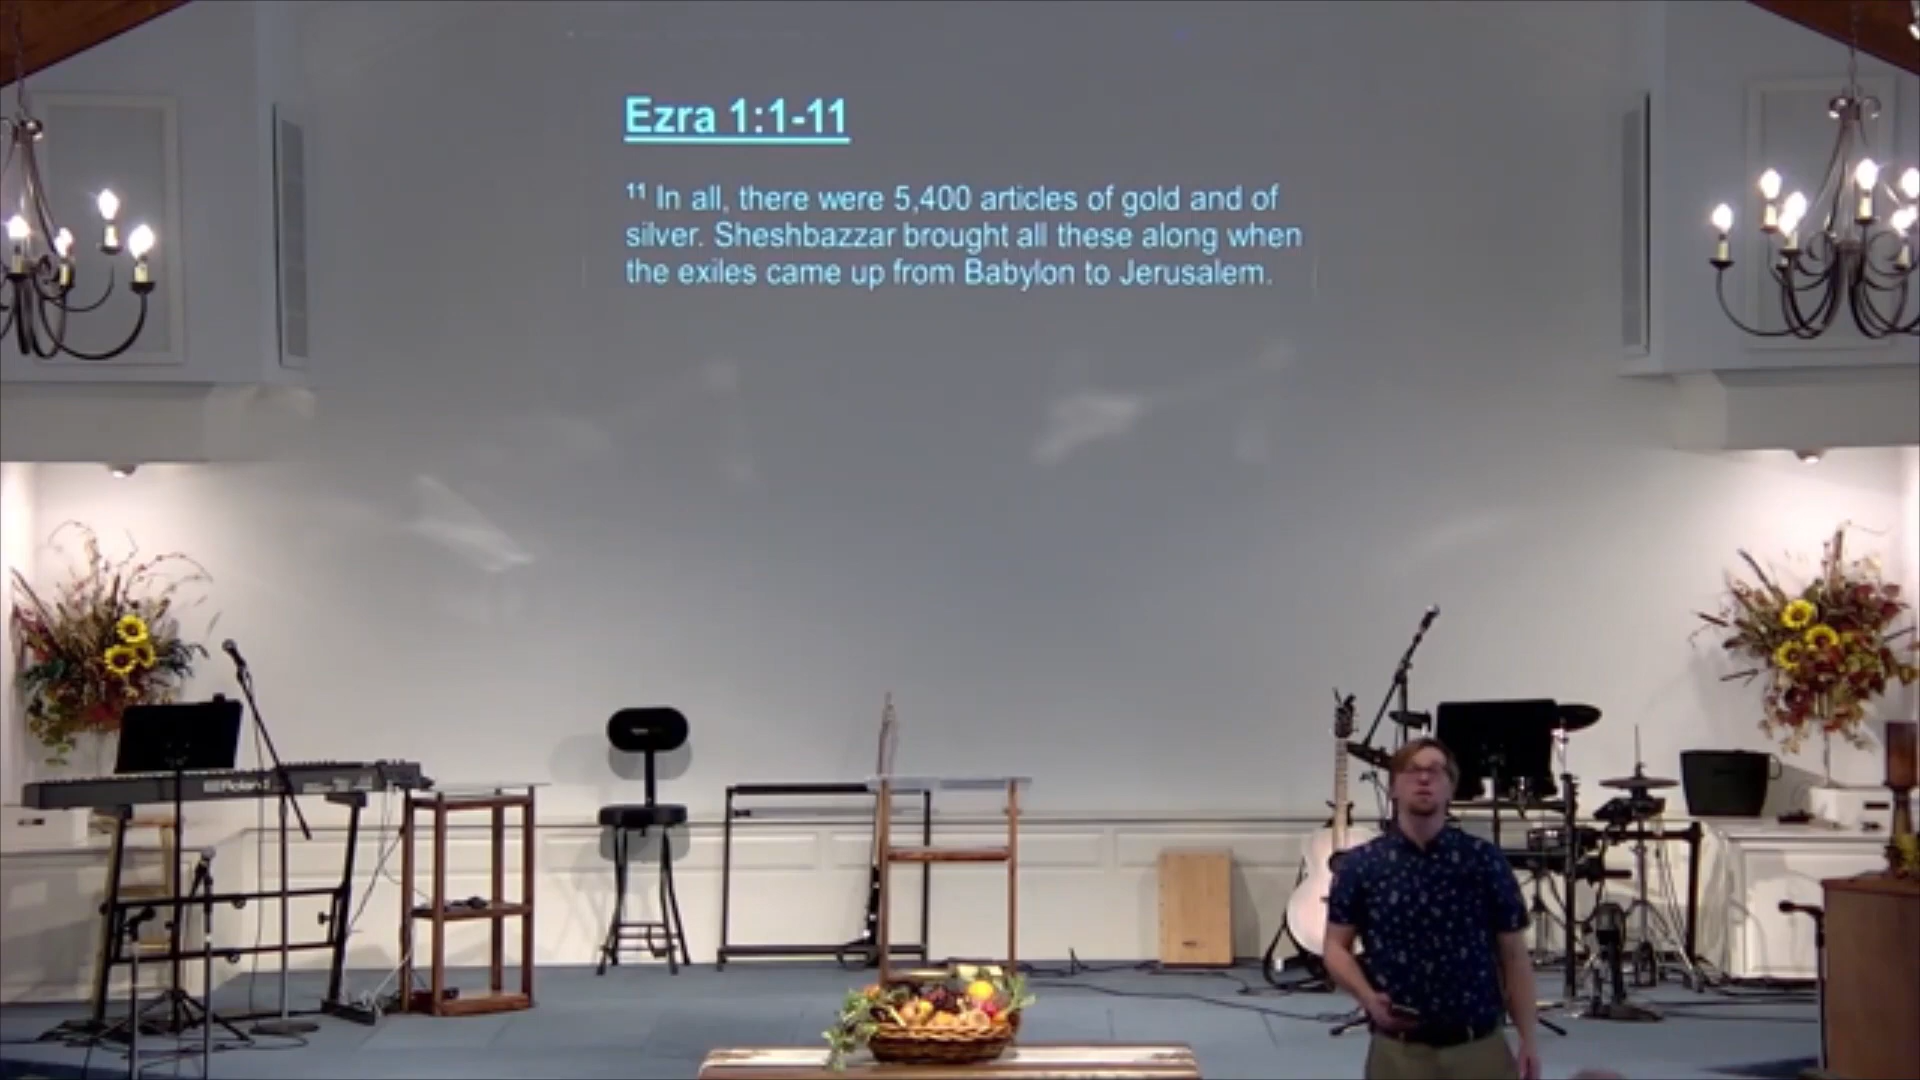 Ezra 1:1-11
11 In all, there were 5,400 articles of gold and of
silver. Sheshbazzar brought all these along when
the exiles came up from Babylon to Jerusalem.
Roland